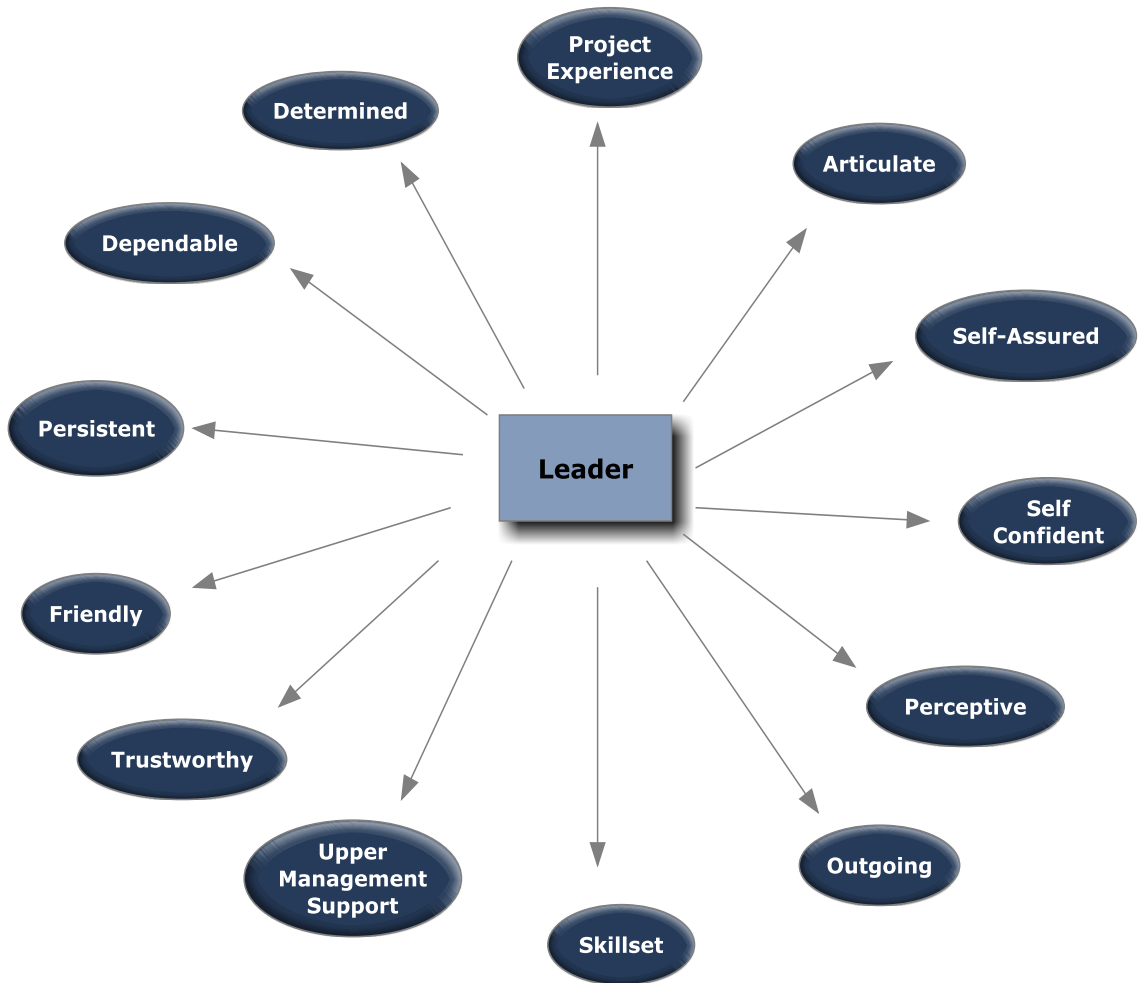 Project
Experience
Determined
Articulate
Dependable
Self-Assured
Persistent
Leader
Self
Confident
Friendly
Perceptive
Trustworthy
Upper
Management
Support
Outgoing
Skillset